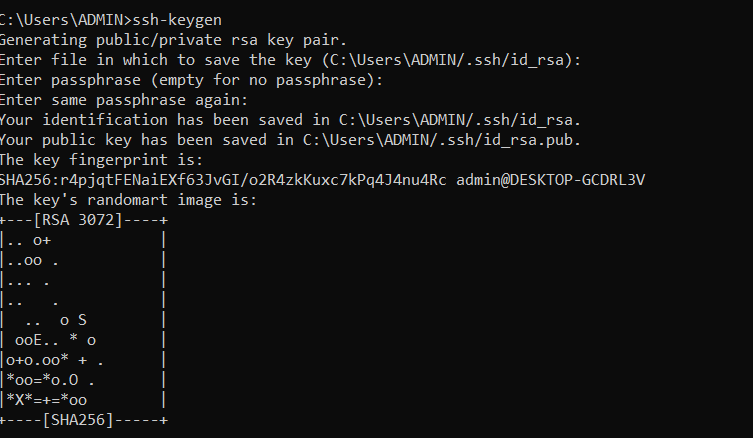 C:\Users\ADMIN>ssh-keygen
Generating public/private rsa key pair.
Enter file in which to save the key (C:\Users\ADMIN/.ssh/id_rsa):
Enter passphrase (empty for no passphrase):
Enter same passphrase again:
Your identification has been saved in C:\Users\ADMIN/.ssh/id_rsa.
Your public key has been saved in C:\Users\ADMIN/.ssh/id_rsa.pub.
The key fingerprint is:
SHA256:r4pjqtFENaiEXf63JvGI/o2R4zkKuxc7kPq4J4nu4Rc admin@DESKTOP-GCDRL3V
The key's randomart image is:
+---[RSA 3072]----+
|.. o+            |
|..oo .           |
|... .            |
|..   .           |
|  ..  o S        |
| ooE.. * o       |
|o+o.oo* + .      |
|*oo=*o.O .       |
|*X*=+=*oo        |
+----[SHA256]-----+